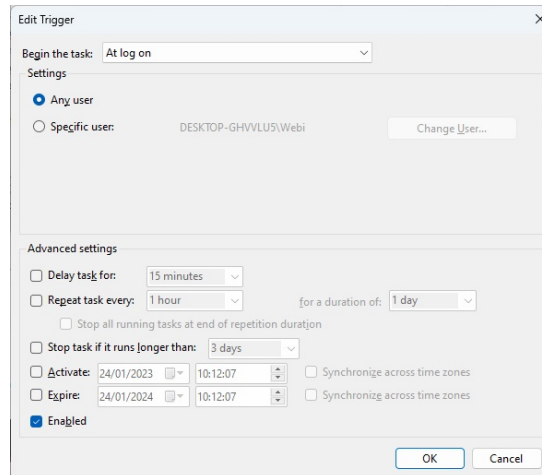 Edit Trigger
Begin the task: At log on
Settings
Any user
Specific user: DESKTOP-GHVVLU5\Webi Change User...
Advanced settings
Delay task for: 15 minutes
Repeat task every: 1 hour for a duration of: 1 day
Stop all running tasks at end of repetition duration
Stop task if it runs longer than: 3 days
Activate: 24/01/2023 10:12:07 Synchronize across time zones
Expire: 24/01/2024 10:12:07 Synchronize across time zones
Enabled
OK Cancel